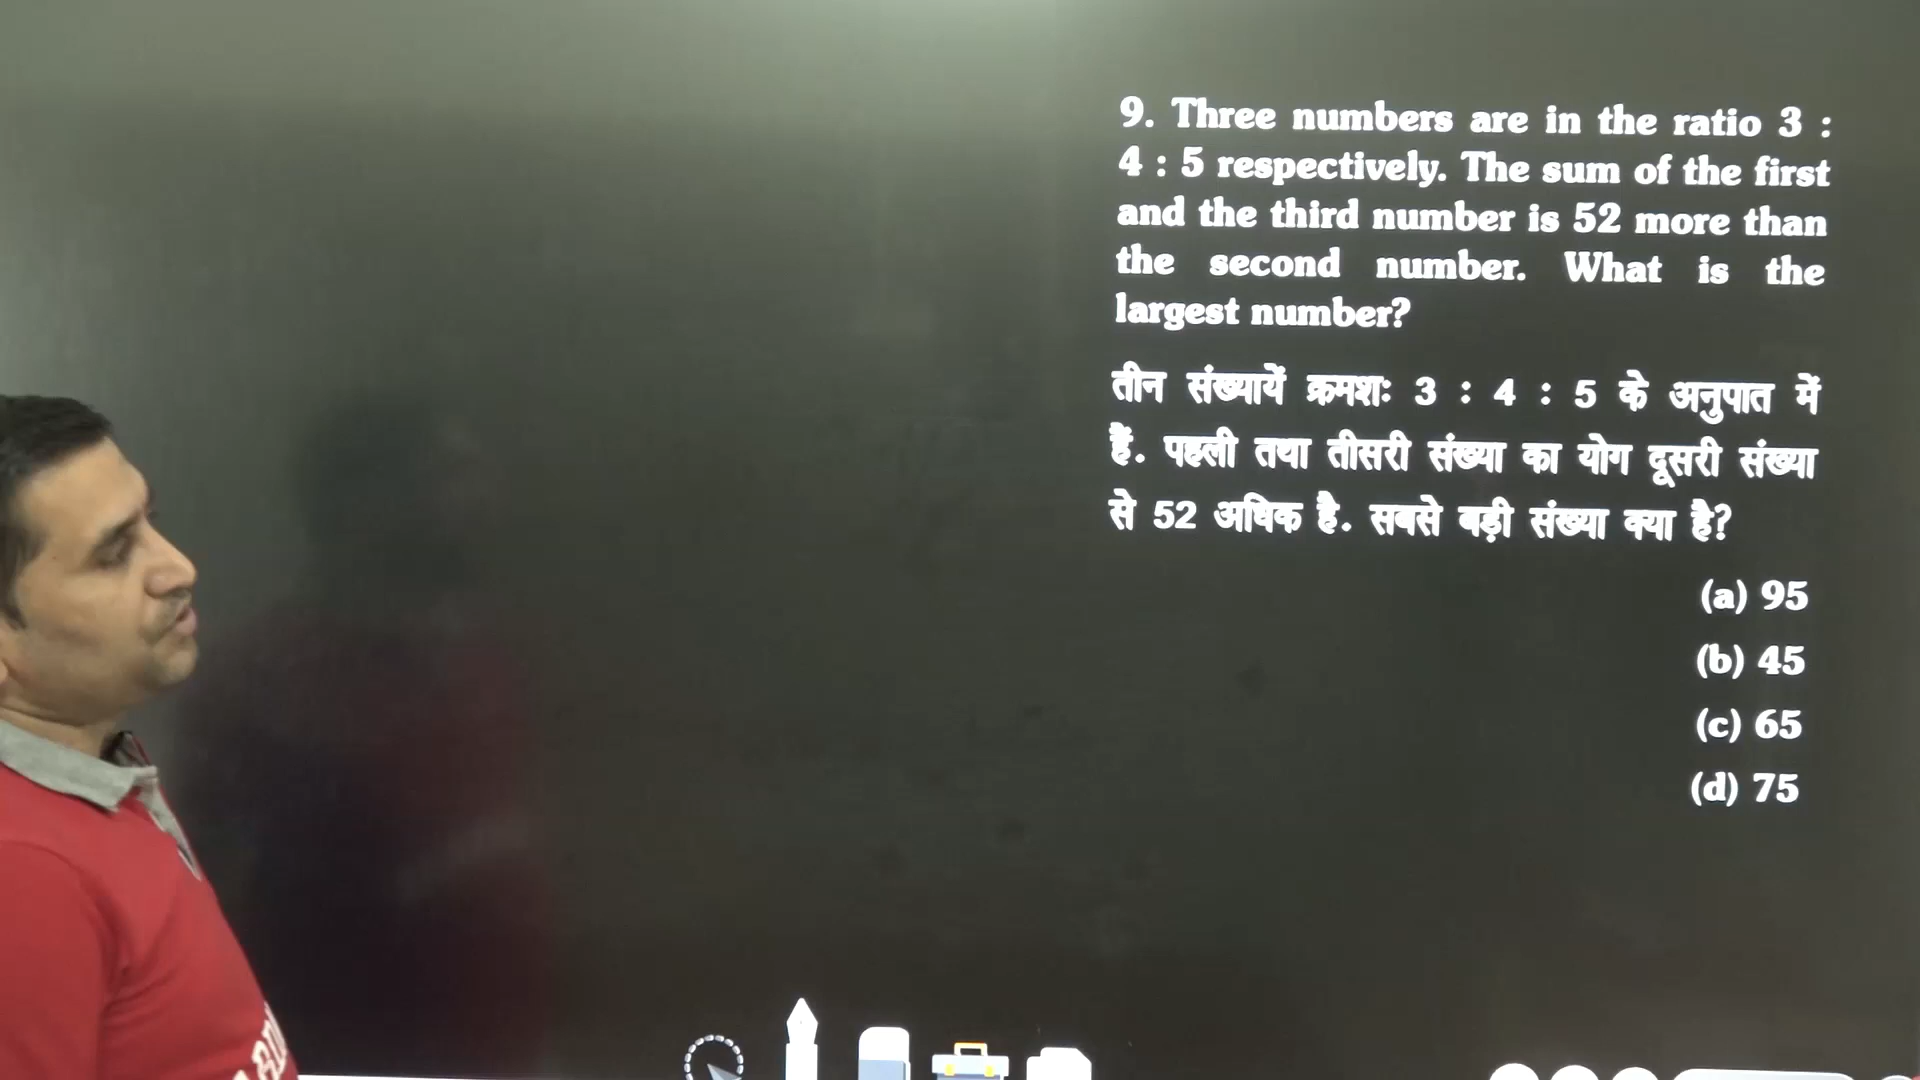 9. Three numbers are in the ratio 3 :
4 : 5 respectively. The sum of the first
and the third number is 52 more than
the second number. What is the
largest number?
तीन संख्यायें क्रमशः 3 : 4 : 5 के अनुपात में
हैं. पहली तथा तीसरी संख्या का योग दूसरी संख्या
से 52 अधिक है. सबसे बड़ी संख्या क्या है?
(a) 95
(b) 45
(c) 65
(d) 75